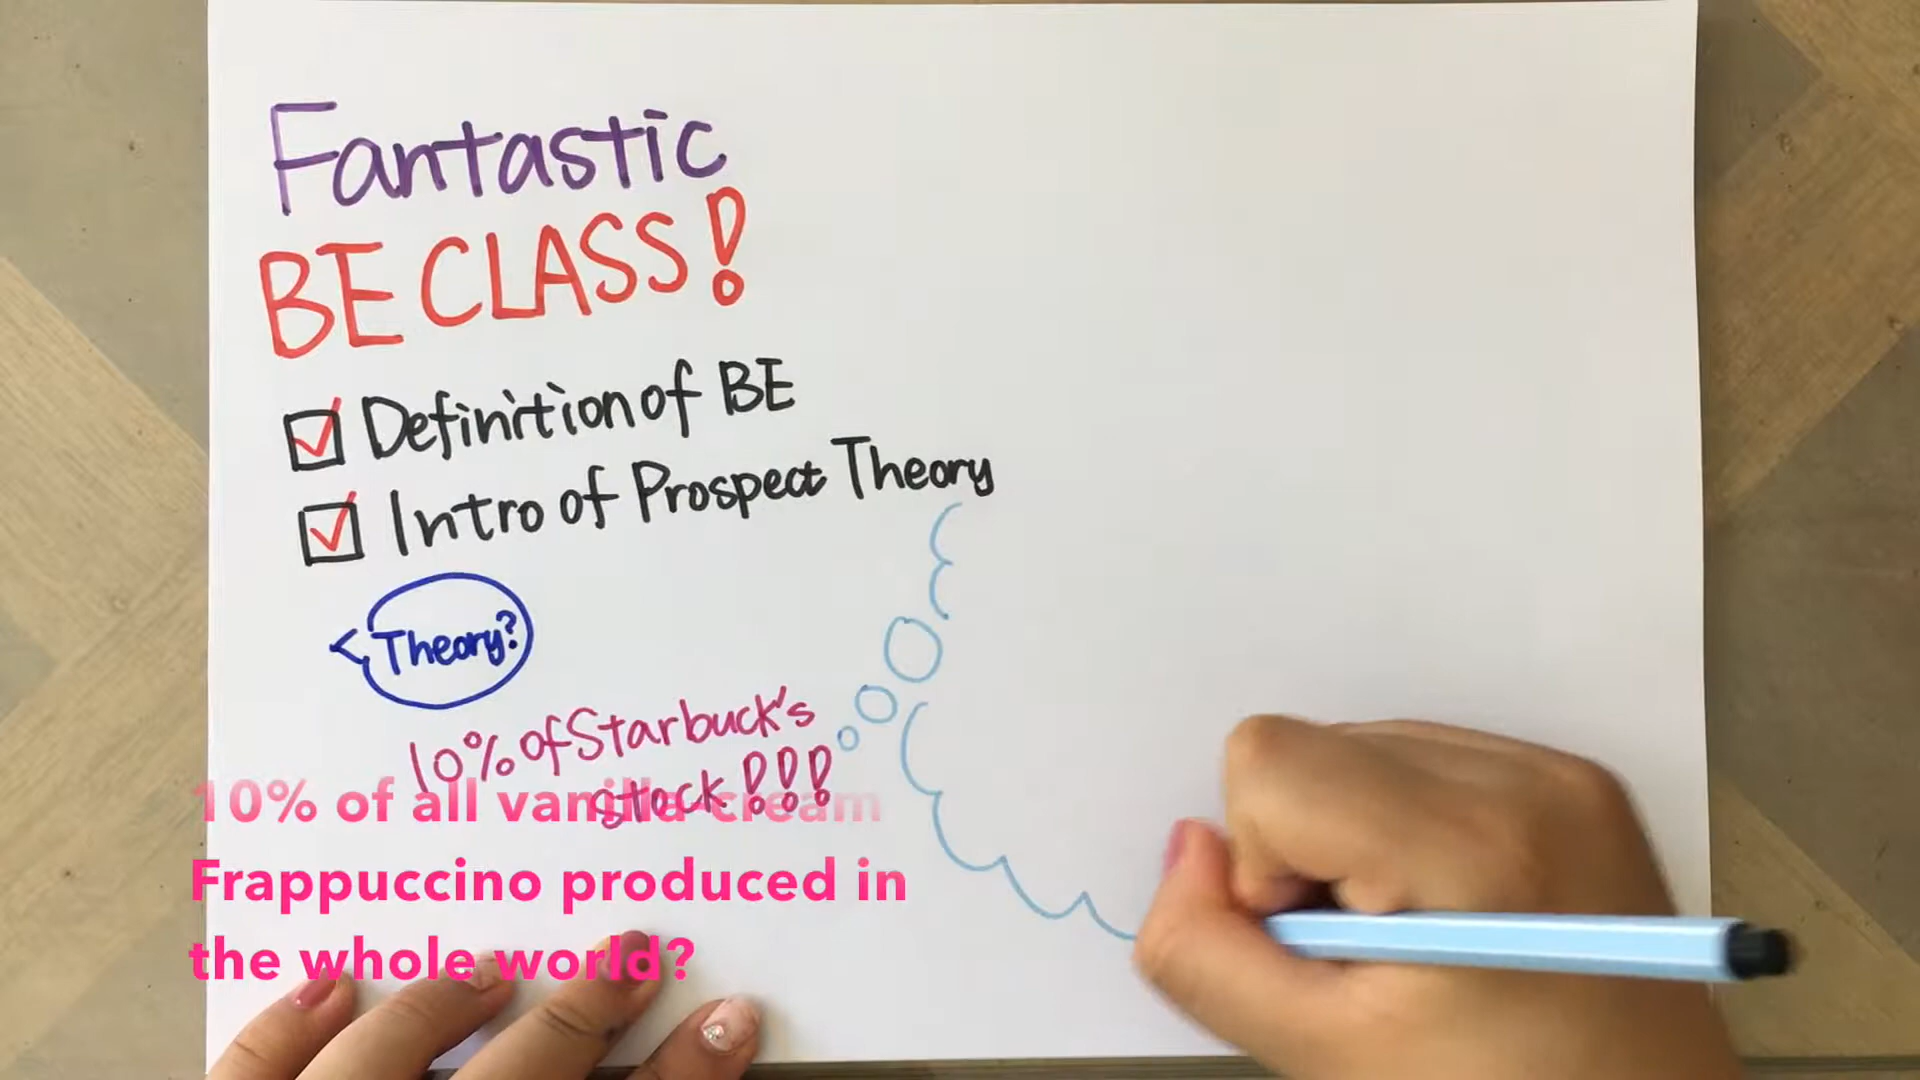 Fantastic
BE CLASS!
Definition of BE
Intro of Prospect Theory
Theory?
10% of Starbuck's
stock!!!
10% of all vanilla-cream
Frappuccino produced in
the whole world?